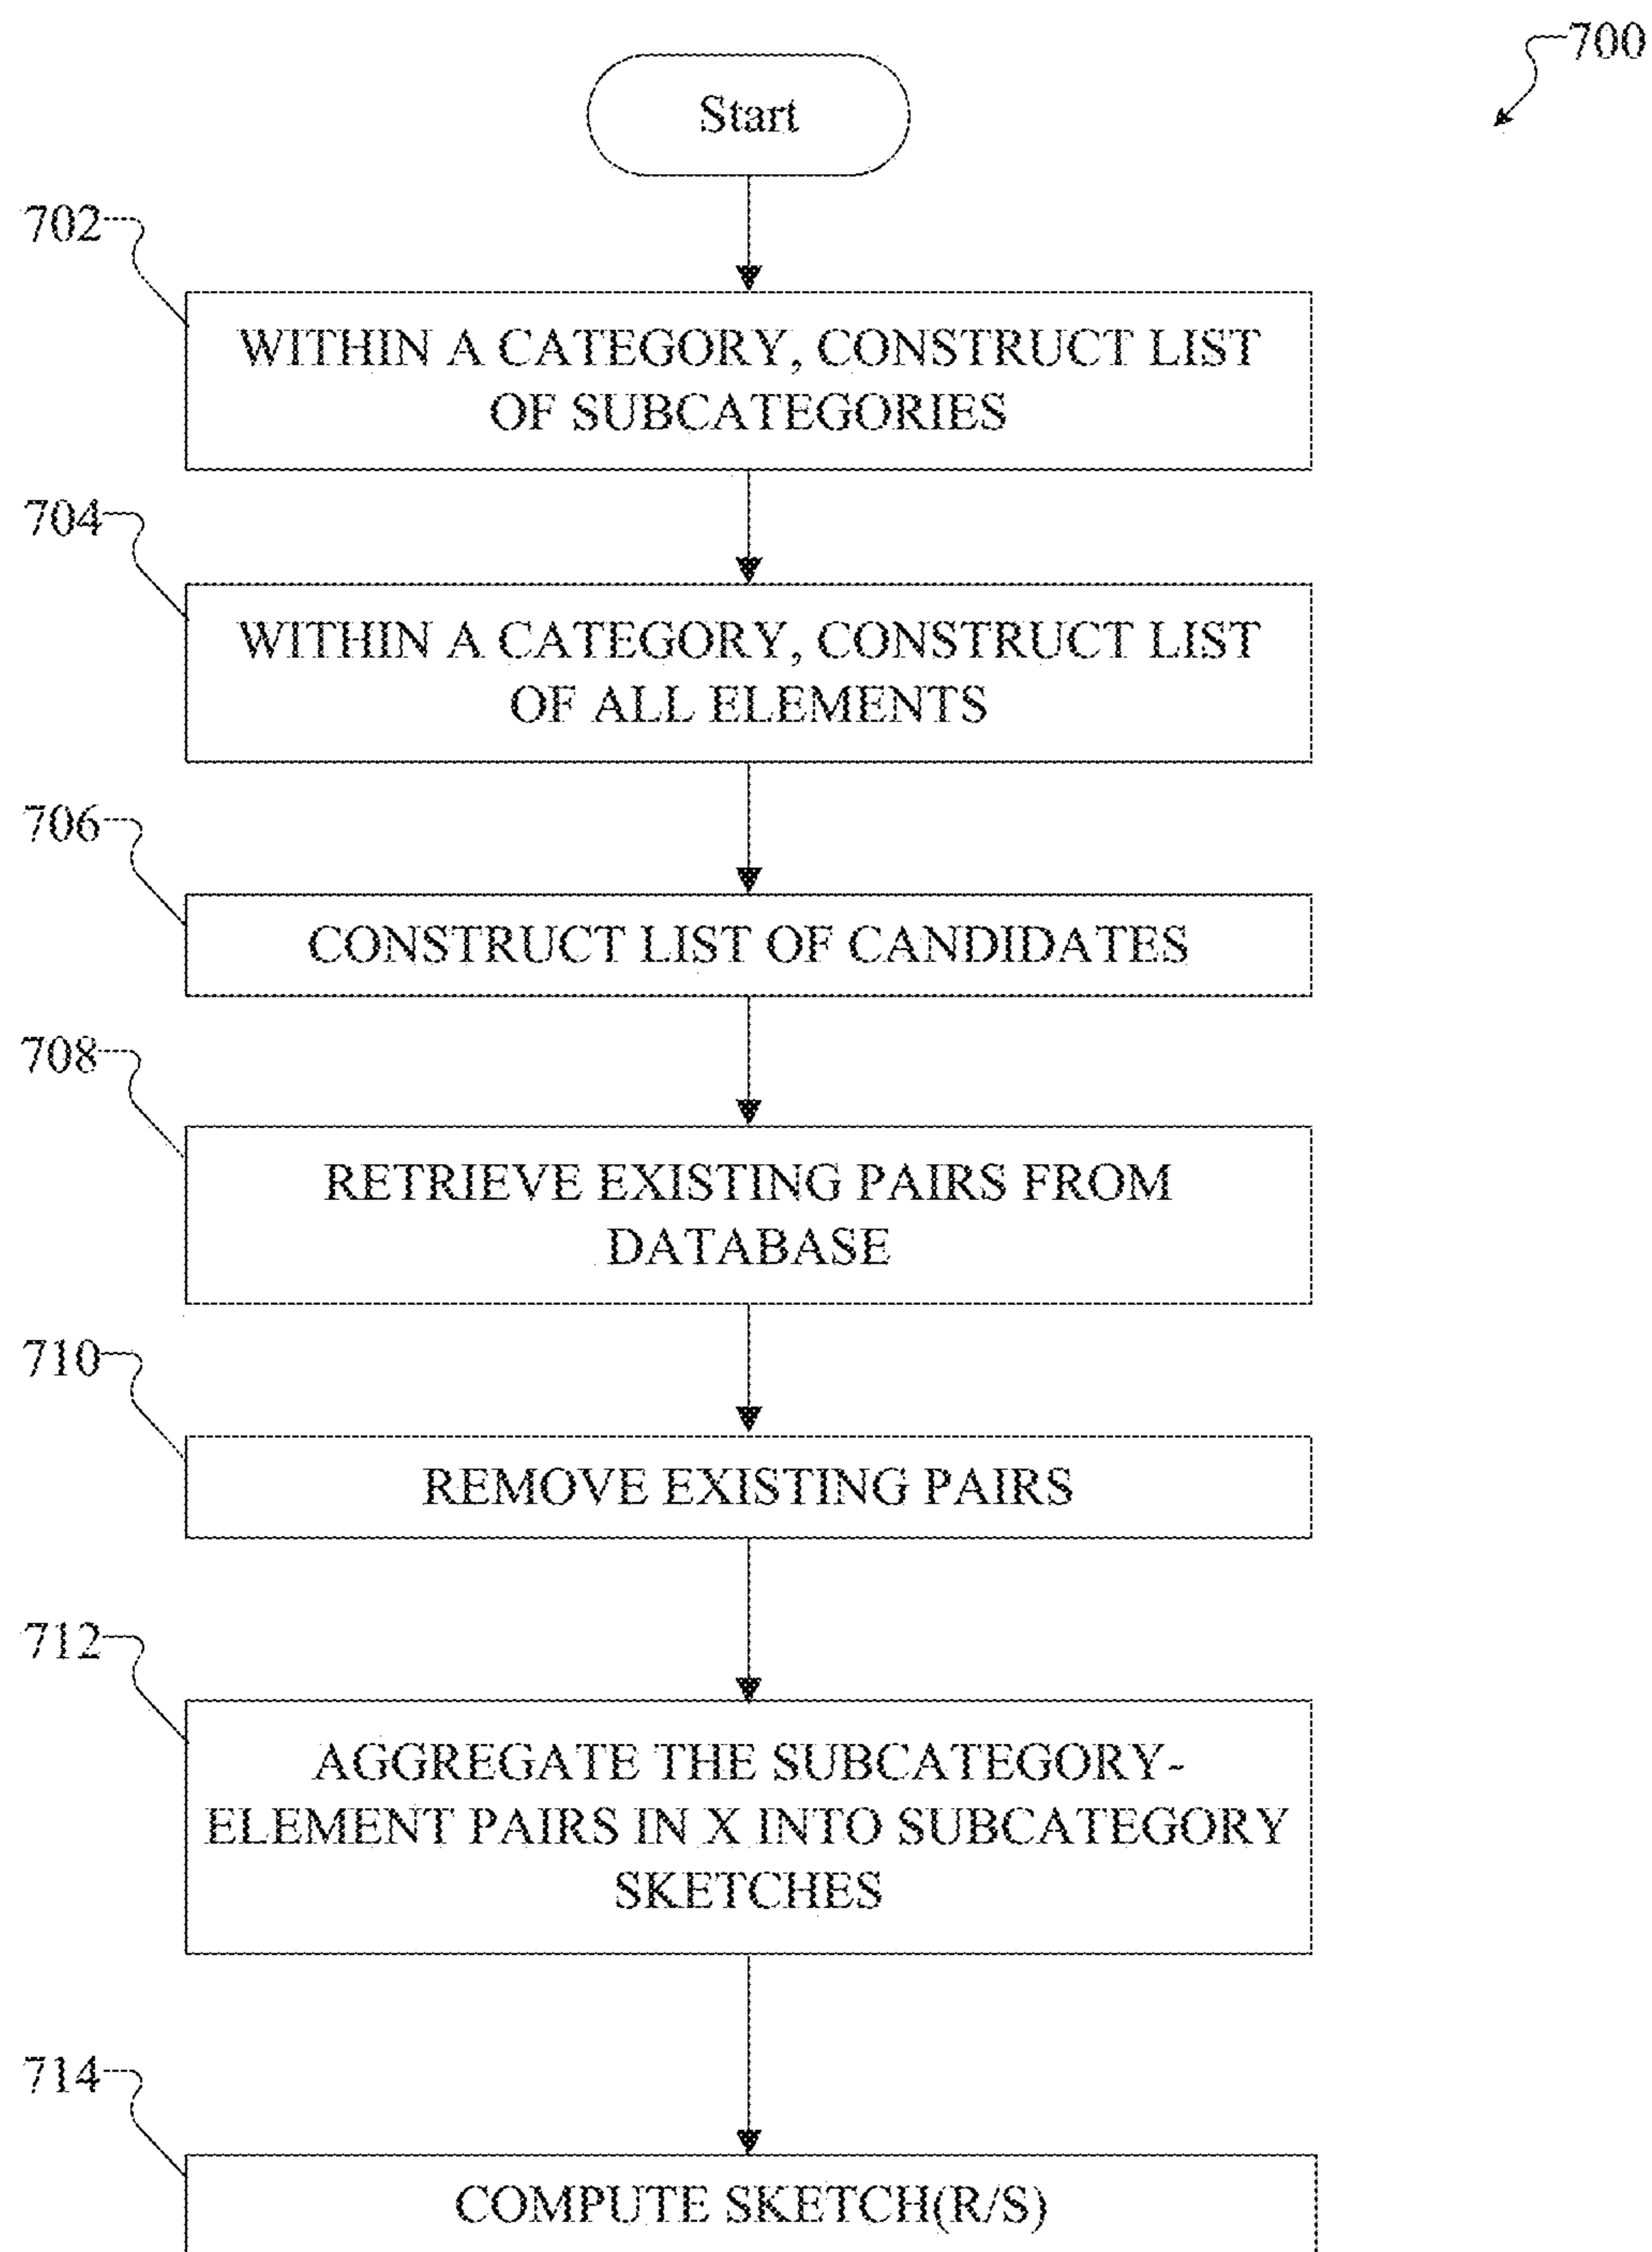 700
Start
702
WITHIN A CATEGORY, CONSTRUCT LIST
OF SUBCATEGORIES
704
WITHIN A CATEGORY, CONSTRUCT LIST
OF ALL ELEMENTS
706
CONSTRUCT LIST OF CANDIDATES
708
RETRIEVE EXISTING PAIRS FROM
DATABASE
710
REMOVE EXISTING PAIRS
712
AGGREGATE THE SUBCATEGORY-
ELEMENT PAIRS IN X INTO SUBCATEGORY
SKETCHES
714
COMPUTE SKETCH(R/S)